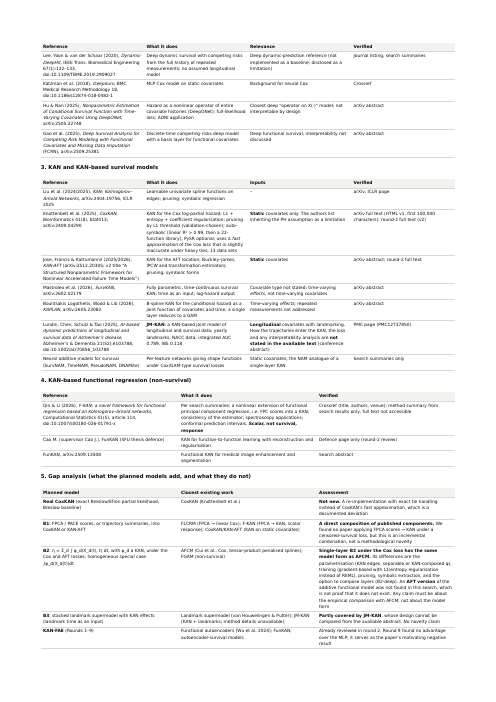 Reference What it does Relevance Verified
Lee, Yoon & van der Schaar (2020), Dynamic-
DeepHit, IEEE Trans. Biomedical Engineering
67(1):122–133,
doi:10.1109/TBME.2019.2909027
Deep dynamic survival with competing risks
from the full history of repeated
measurements; no assumed longitudinal
model
Deep dynamic-prediction reference (not
implemented as a baseline; disclosed as a
limitation)
Journal listing, search summaries
Katzman et al. (2018), DeepSurv, BMC
Medical Research Methodology 18,
doi:10.1186/s12874-018-0482-1
MLP Cox model on static covariates
Background for neural Cox
Crossref
Hu & Nan (2025), Nonparametric Estimation
of Conditional Survival Function with Time-
Varying Covariates Using DeepONet,
arXiv:2505.22748
Hazard as a nonlinear operator of entire
covariate histories (DeepONet); full-likelihood
loss; ADNI application
Closest deep "operator on X(·)" model; not
interpretable by design
arXiv abstract
Gao et al. (2025), Deep Survival Analysis for
Competing Risk Modeling with Functional
Covariates and Missing Data Imputation
(FCRN), arXiv:2509.25381
Discrete-time competing-risks deep model
with a basis layer for functional covariates
Deep functional survival; interpretability not
discussed
arXiv abstract
3. KAN and KAN-based survival models
Reference What it does Inputs Verified
Liu et al. (2024/2025), KAN: Kolmogorov–
Arnold Networks, arXiv:2404.19756, ICLR
2025
Learnable univariate spline functions on
edges; pruning; symbolic regression
–
arXiv, ICLR page
Knottenbelt et al. (2025), CoxKAN,
Bioinformatics 41(8), btaf413;
arXiv:2409.04290
KAN for the Cox log-partial hazard; L1 +
entropy + coefficient regularisation; pruning
by L1 threshold (validation-chosen); auto-
symbolic (linear R² > 0.99, then a 22-
function library), PySR optional; uses a fast
approximation of the Cox loss that is slightly
inaccurate under heavy ties; 13 data sets
Static covariates only. The authors list
inheriting the PH assumption as a limitation
arXiv full text (HTML v1, first 100,000
characters); round-2 full text (v2)
Jose, Francis & Kattumannil (2025/2026),
KAN-AFT (arXiv:2512.20305, v2 title "A
Structured Nonparametric Framework for
Nonlinear Accelerated Failure Time Models")
KAN for the AFT location; Buckley–James,
IPCW and transformation estimators,
pruning, symbolic forms
Static covariates
arXiv abstract; round-2 full text
Mastroleo et al. (2026), SurvKAN,
arXiv:2602.02179
Fully parametric, time-continuous survival
KAN; time as an input; log-hazard output
Covariate type not stated; time-varying
effects, not time-varying covariates
arXiv abstract
Boutilitakis Logothetis, Wood & Li (2026),
KAPLAN, arXiv:2605.23082
B-spline KAN for the conditional hazard as a
joint function of covariates and time; a single
layer reduces to a GAM
Time-varying effects; repeated
measurements not addressed
arXiv abstract
Lundin, Chen, Schulz & Tao (2025), AI-based
dynamic predictions of longitudinal and
survival data of Alzheimer's disease,
Alzheimer's & Dementia 21(S2):e103788,
doi:10.1002/alz70856_103788
JM-KAN: a KAN-based joint model of
longitudinal and survival data; yearly
landmarks; NACC data; integrated AUC
0.789, IBS 0.118
Longitudinal covariates with landmarking.
How the trajectories enter the KAN, the loss
and any interpretability analysis are not
stated in the available text (conference
abstract)
PMC page (PMC12737850)
Neural additive models for survival
(SurvNAM, TimeNAM, PseudoNAM, DNAMite)
Per-feature networks giving shape functions
under Cox/GAM-type survival losses
Static covariates; the NAM analogue of a
single-layer KAN
Search summaries only
4. KAN-based functional regression (non-survival)
Reference What it does Verified
Qin & Li (2026), F-KAN: a novel framework for functional
regression based on Kolmogorov–Arnold networks,
Computational Statistics 41(5), article 114,
doi:10.1007/s00180-026-01791-x
Per search summaries: a nonlinear extension of functional
principal component regression, i.e. FPC scores into a KAN;
consistency of the estimator; spectroscopy applications;
conformal prediction intervals. Scalar, not survival,
response
Crossref (title, authors, venue); method summary from
search results only, full text not accessible
Cao M. (supervisor Cao J.), FunKAN (SFU thesis defence)
KAN for function-to-function learning with reconstruction and
regularisation
Defence page only (round-2 review)
FunKAN, arXiv:2509.13508
Functional KAN for medical image enhancement and
segmentation
Search abstract
5. Gap analysis (what the planned models add, and what they do not)
Planned model Closest existing work Assessment
Real CoxKAN (exact Breslow/Efron partial likelihood,
Breslow baseline)
CoxKAN (Knottenbelt et al.)
Not new. A re-implementation with exact tie handling
instead of CoxKAN's fast approximation, which is a
documented deviation
B1: FPCA / PACE scores, or trajectory summaries, into
CoxKAN or KAN-AFT
FLCRM (FPCA → linear Cox); F-KAN (FPCA → KAN, scalar
response); CoxKAN/KAN-AFT (KAN on static covariates)
A direct composition of published components. We
found no paper applying FPCA scores → KAN under a
censored-survival loss, but this is an incremental
combination, not a methodological novelty
Single-layer B2 under the Cox loss has the same
model form as AFCM. Its differences are the
training (gradient-based with L1/entropy regularisation
instead of REML), pruning, symbolic extraction,
and the option to compose layers (B2-deep). An AFT version of
the additive functional model was not found in this search,
which is not proof that it does not exist. Any claim must be about
the empirical comparison with AFCM, not about the model
form
AFCM (Cui et al., Cox, tensor-product penalised splines);
FGAM (non-survival)
B3: stacked landmark supermodel with KAN effects
(landmark time as an input)
Landmark supermodel (van Houwelingen & Putter); JM-KAN
(KAN + landmarks; method details unavailable)
Partly covered by JM-KAN, whose design cannot be
compared from the available abstract. No novelty claim
KAN-FAE (Rounds 1–9)
Functional autoencoders (Wu et al. 2024); FunKAN;
autoencoder-survival models
Already reviewed in round 2. Round 9 found no advantage
over the MLP; it serves as the paper's motivating negative
result